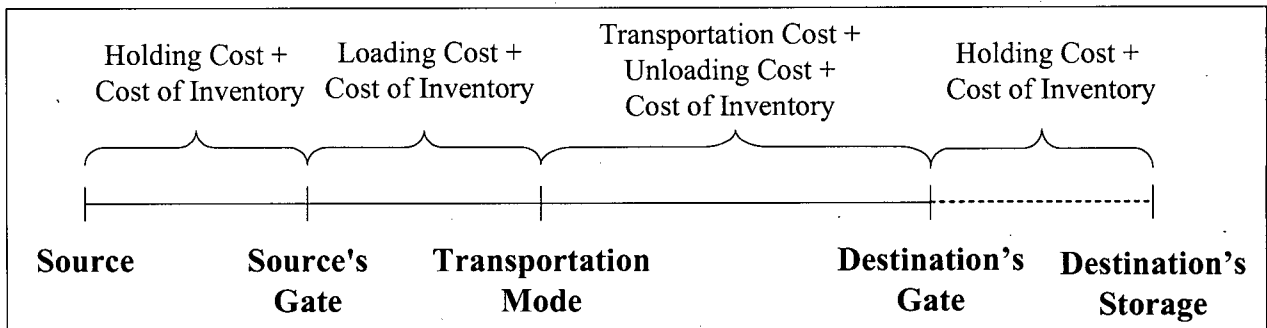 Holding Cost +
Cost of Inventory
Loading Cost +
Cost of Inventory
Transportation Cost +
Unloading Cost +
Cost of Inventory
Holding Cost +
Cost of Inventory
Source
Source's
Gate
Transportation
Mode
Destination’s
Gate
Destination’s
Storage